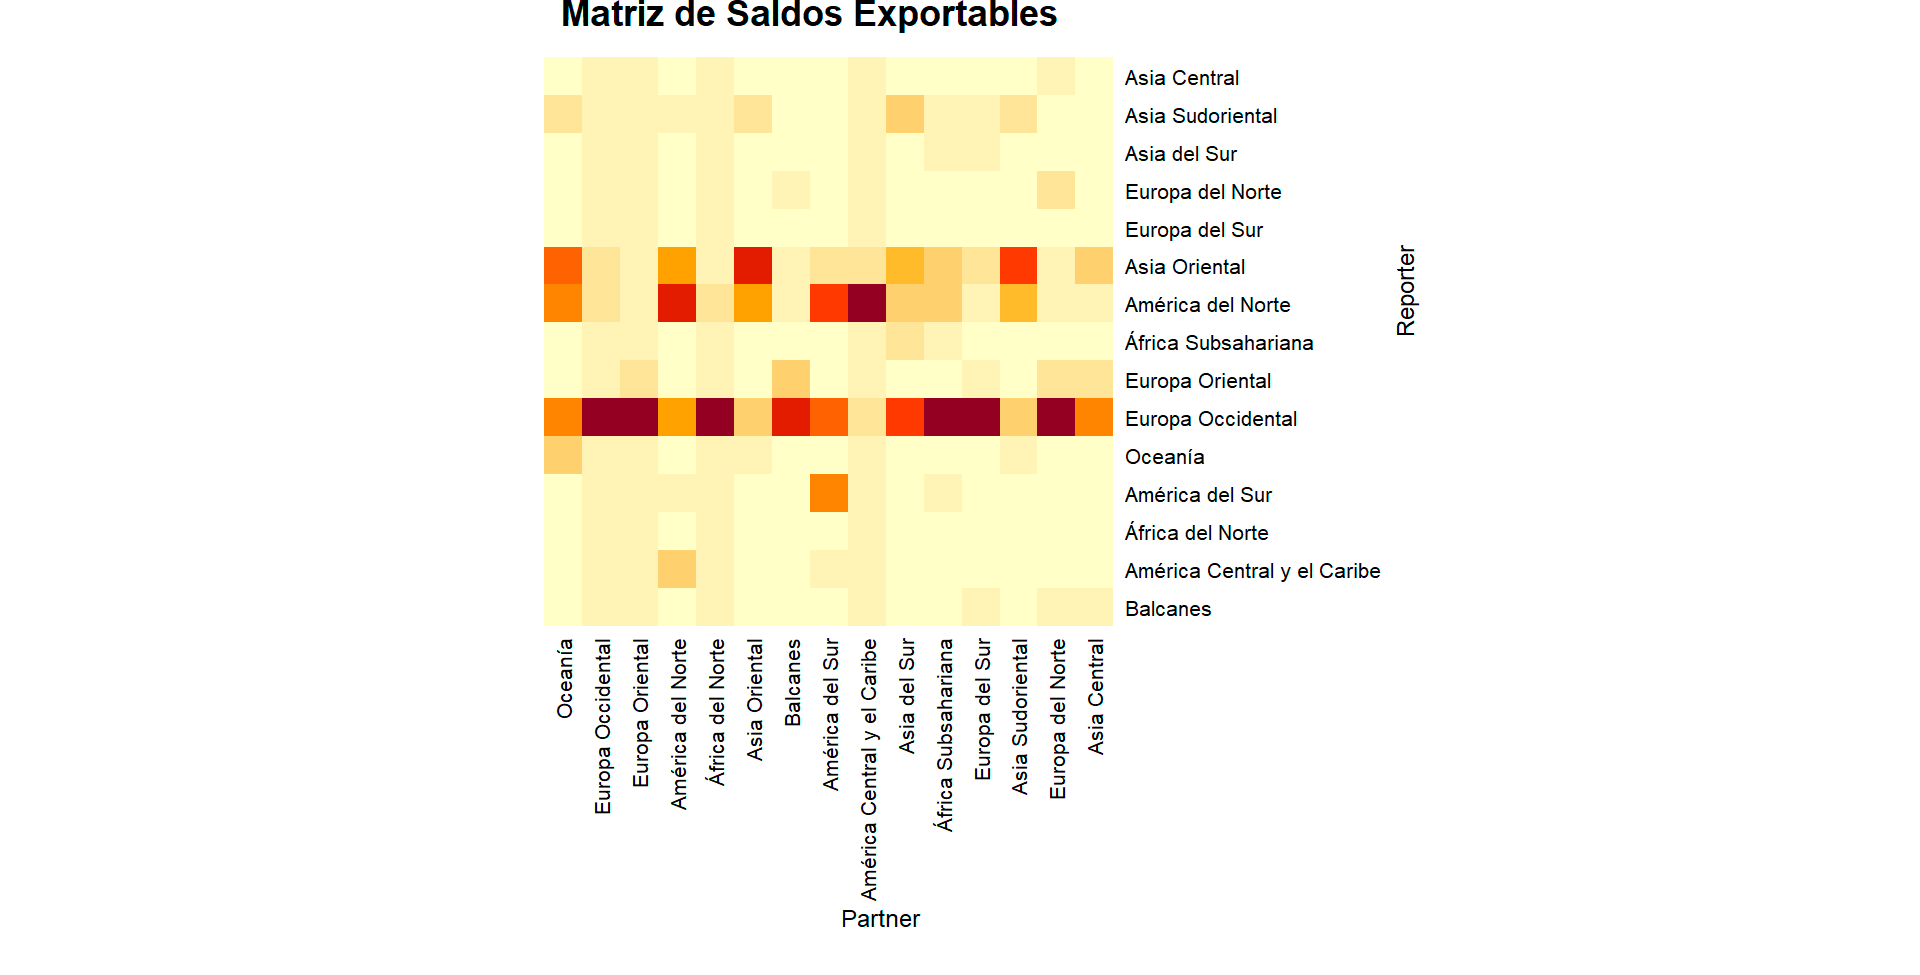 Matriz de Saldos Exportables
Asia Central
Asia Sudoriental
Asia del Sur
Europa del Norte
Europa del Sur
Asia Oriental
América del Norte
África Subsahariana
Europa Oriental
Europa Occidental
Oceanía
América del Sur
África del Norte
América Central y el Caribe
Balcanes
Reporter
Oceanía
Europa Occidental
Europa Oriental
América del Norte
África del Norte
Asia Oriental
Balcanes
América del Sur
América Central y el Caribe
Asia del Sur
África Subsahariana
Europa del Sur
Asia Sudoriental
Europa del Norte
Asia Central
Partner